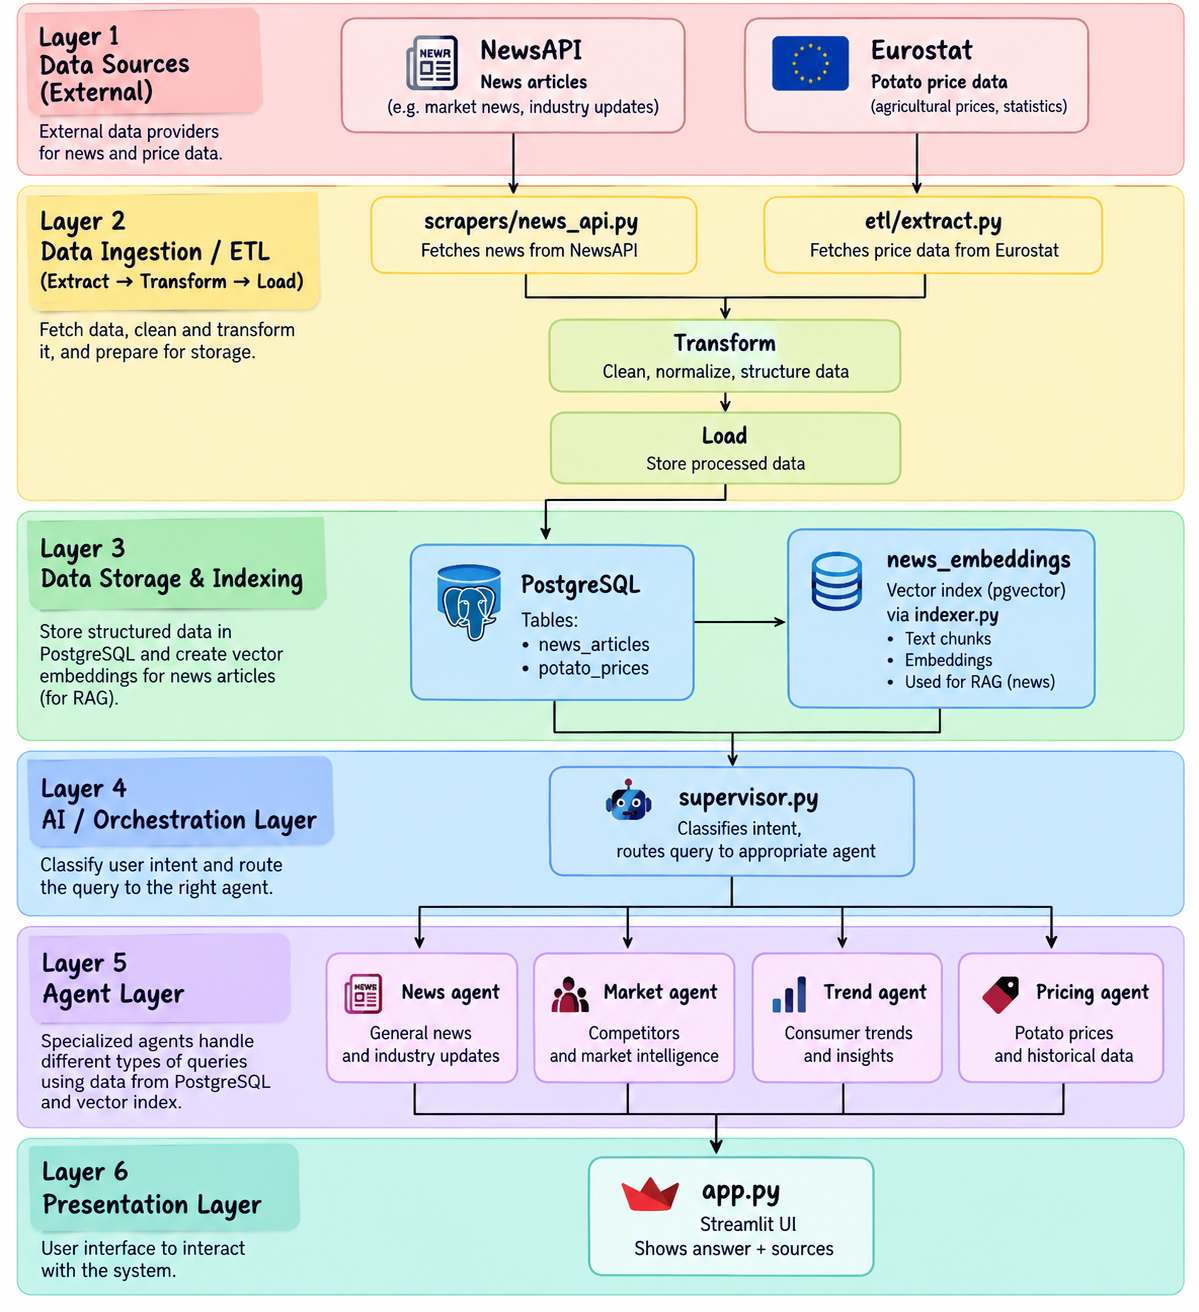 Layer 1
Data Sources
(External)
External data providers
for news and price data.
NEWR
NewsAPI
News articles
(e.g. market news, industry updates)
Eurostat
Potato price data
(agricultural prices, statistics)
Layer 2
Data Ingestion / ETL
(Extract → Transform → Load)
Fetch data, clean and transform
it, and prepare for storage.
scrapers/news_api.py
Fetches news from NewsAPI
etl/extract.py
Fetches price data from Eurostat
Transform
Clean, normalize, structure data
Load
Store processed data
Layer 3
Data Storage & Indexing
Store structured data in
PostgreSQL and create vector
embeddings for news articles
(for RAG).
PostgreSQL
Tables:
• news_articles
• potato_prices
news_embeddings
Vector index (pgvector)
via indexer.py
• Text chunks
• Embeddings
• Used for RAG (news)
Layer 4
AI / Orchestration Layer
Classify user intent and route
the query to the right agent.
supervisor.py
Classifies intent,
routes query to appropriate agent
Layer 5
Agent Layer
Specialized agents handle
different types of queries
using data from PostgreSQL
and vector index.
NEWS
News agent
General news
and industry updates
Market agent
Competitors
and market intelligence
Trend agent
Consumer trends
and insights
Pricing agent
Potato prices
and historical data
Layer 6
Presentation Layer
User interface to interact
with the system.
app.py
Streamlit UI
Shows answer + sources